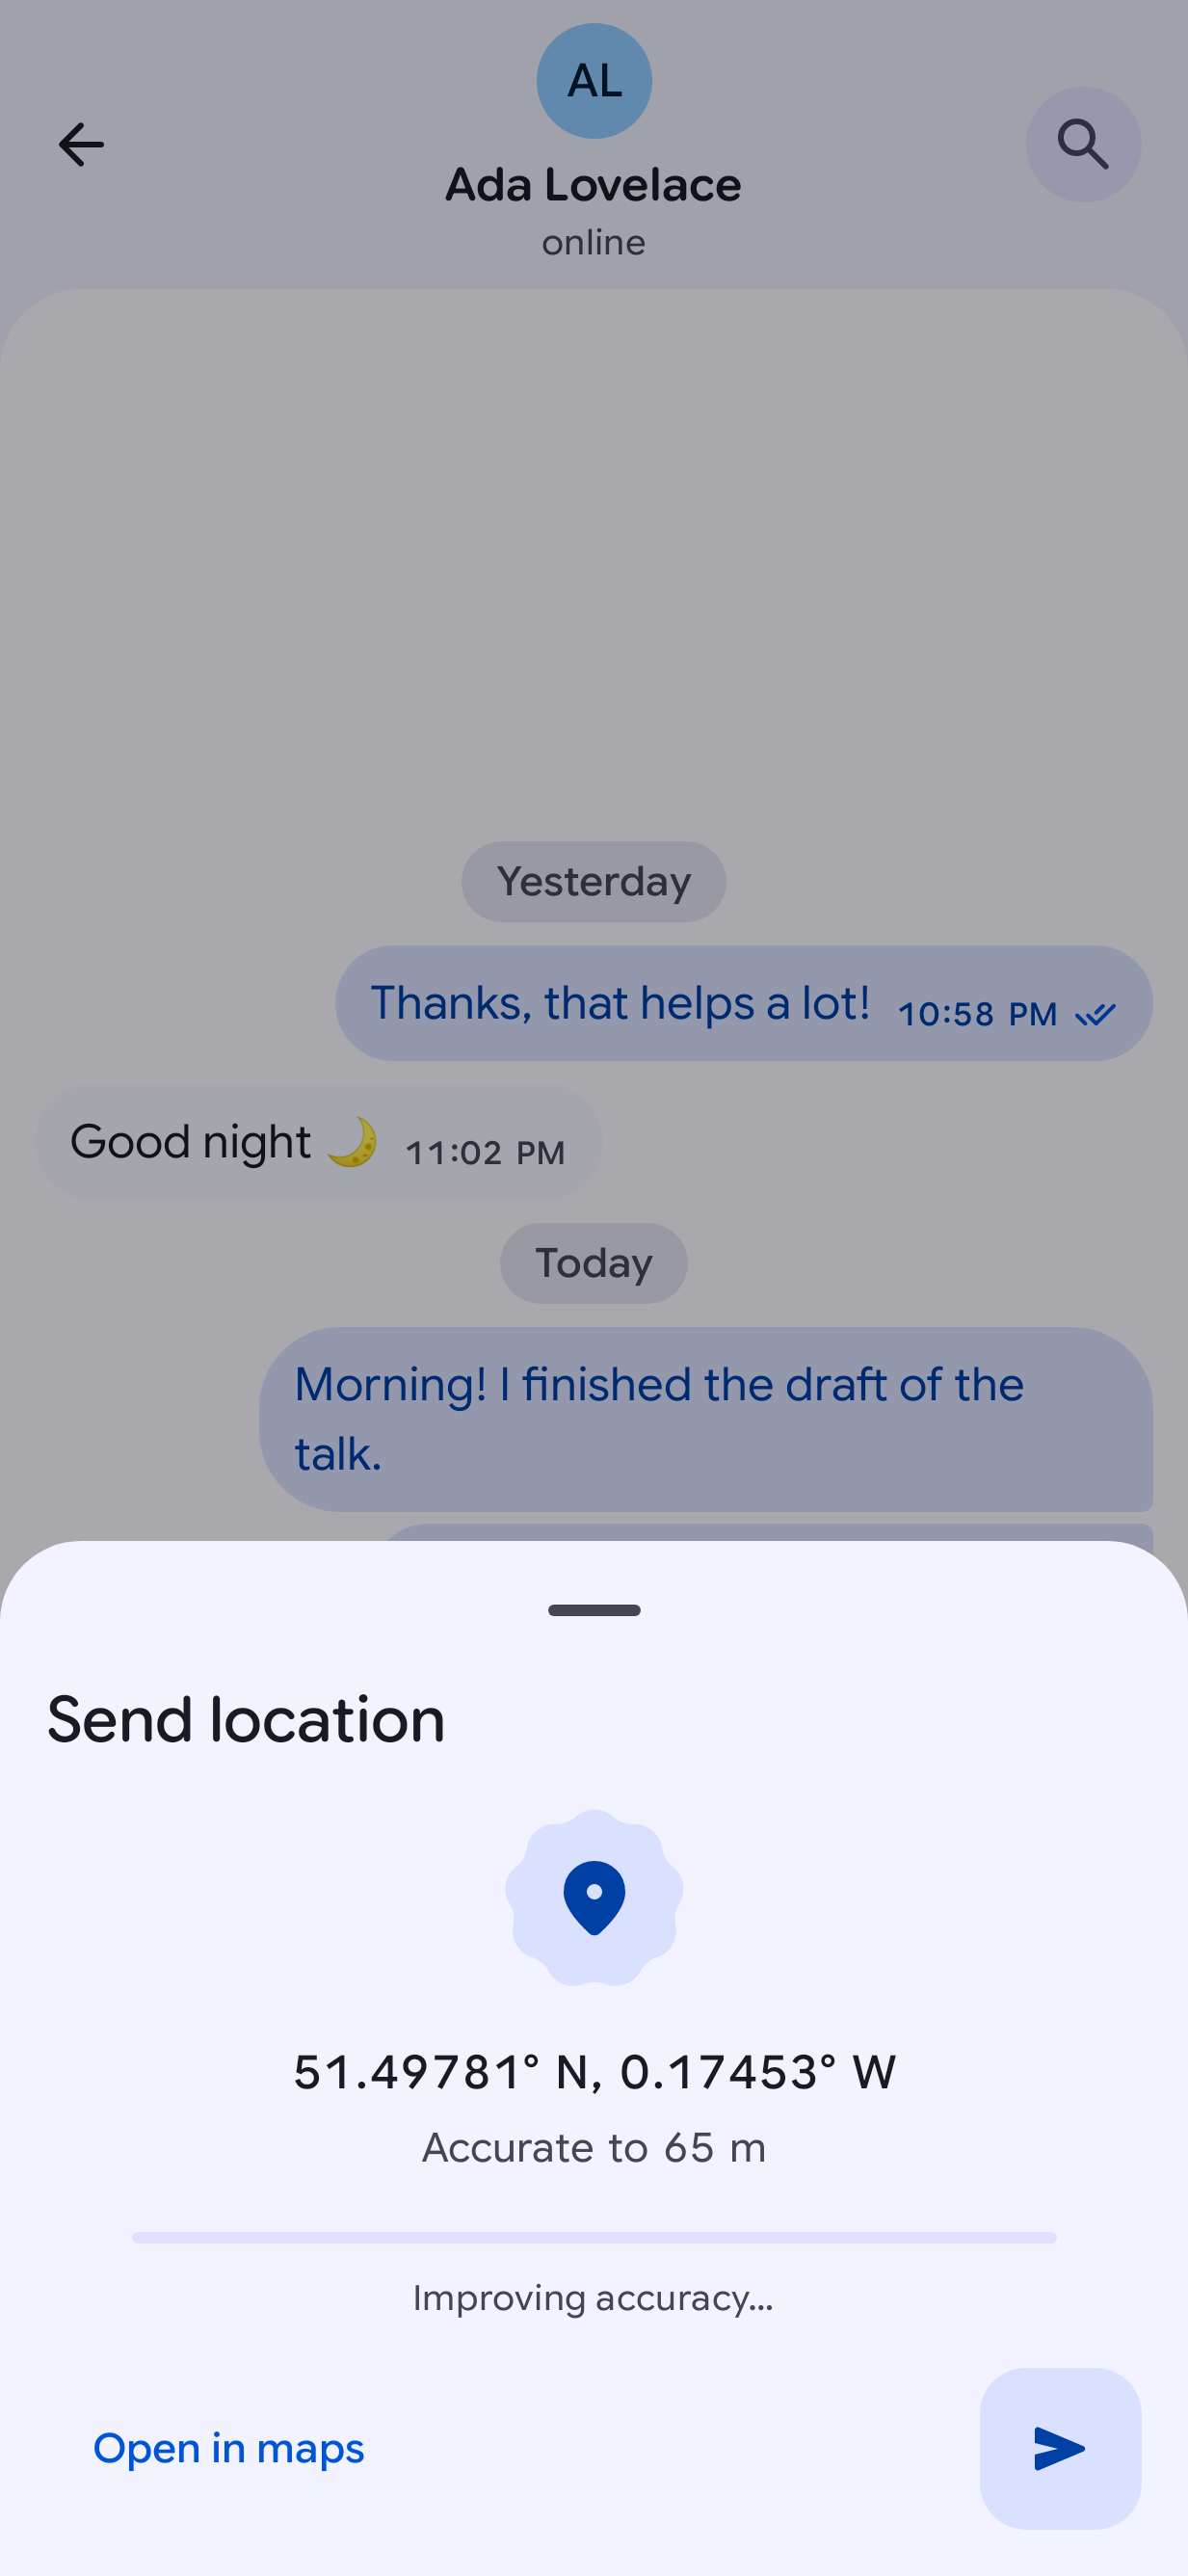 AL
Ada Lovelace
online
Yesterday
Thanks, that helps a lot! 10:58 PM
Good night 🌙 11:02 PM
Today
Morning! I finished the draft of the
talk.
Send location
51.49781° N, 0.17453° W
Accurate to 65 m
Improving accuracy...
Open in maps